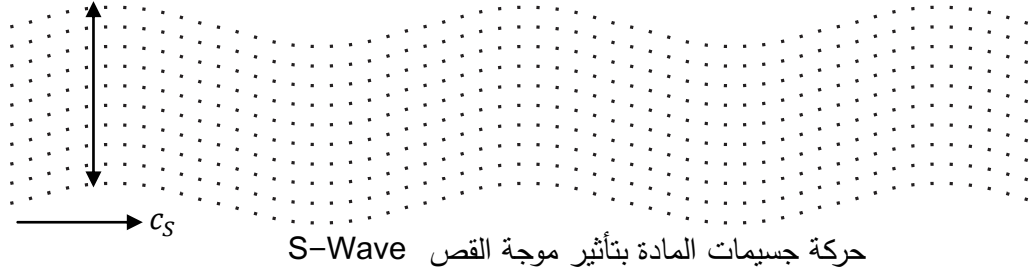 c_S
حركة جسيمات المادة بتأثير موجة القص S-Wave